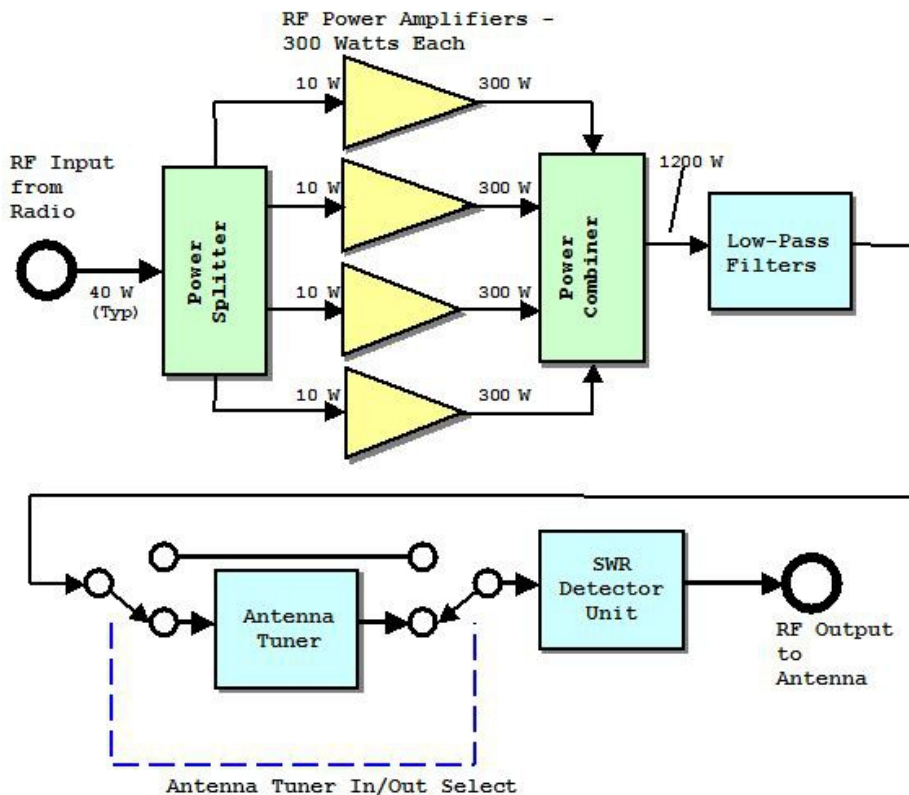 RF Power Amplifiers -
300 Watts Each
10 W
300 W
RF Input
from
Radio
40 W
(Typ)
Power
Splitter
10 W
300 W
10 W
300 W
10 W
300 W
Power
Combiner
1200 W
Low-Pass
Filters
Antenna
Tuner
SWR
Detector
Unit
RF Output
to
Antenna
Antenna Tuner In/Out Select